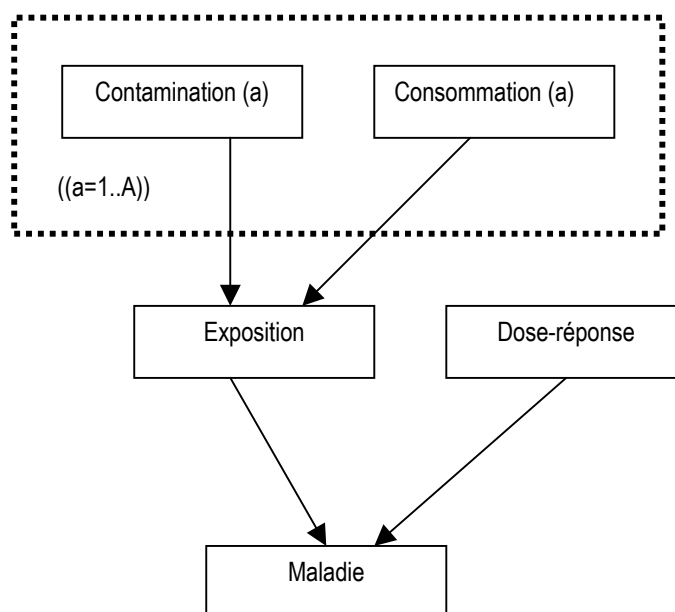 Contamination (a)
Consommation (a)
((a=1..A))
Exposition
Dose-réponse
Maladie